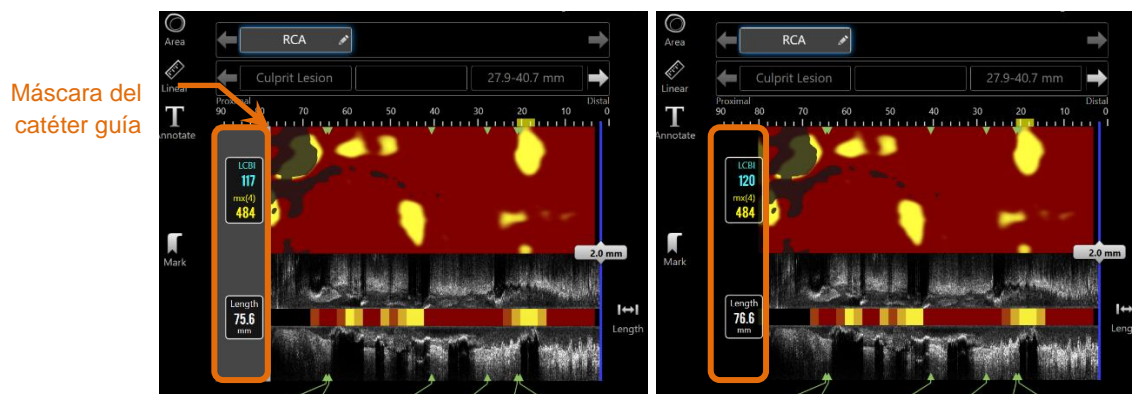 Máscara del
catéter guía
Area
RCA
Linear
Culprit Lesion
27.9-40.7 mm
Proximal
Distal
90 80 70 60 50 40 30 20 10 0
T
Annotate
LCBI
117
mx(4)
484
Mark
2.0 mm
Length
75.6
mm
Length
Area
RCA
Linear
Culprit Lesion
27.9-40.7 mm
Proximal
Distal
90 80 70 60 50 40 30 20 10 0
T
Annotate
LCBI
120
mx(4)
484
Mark
2.0 mm
Length
76.6
mm
Leng